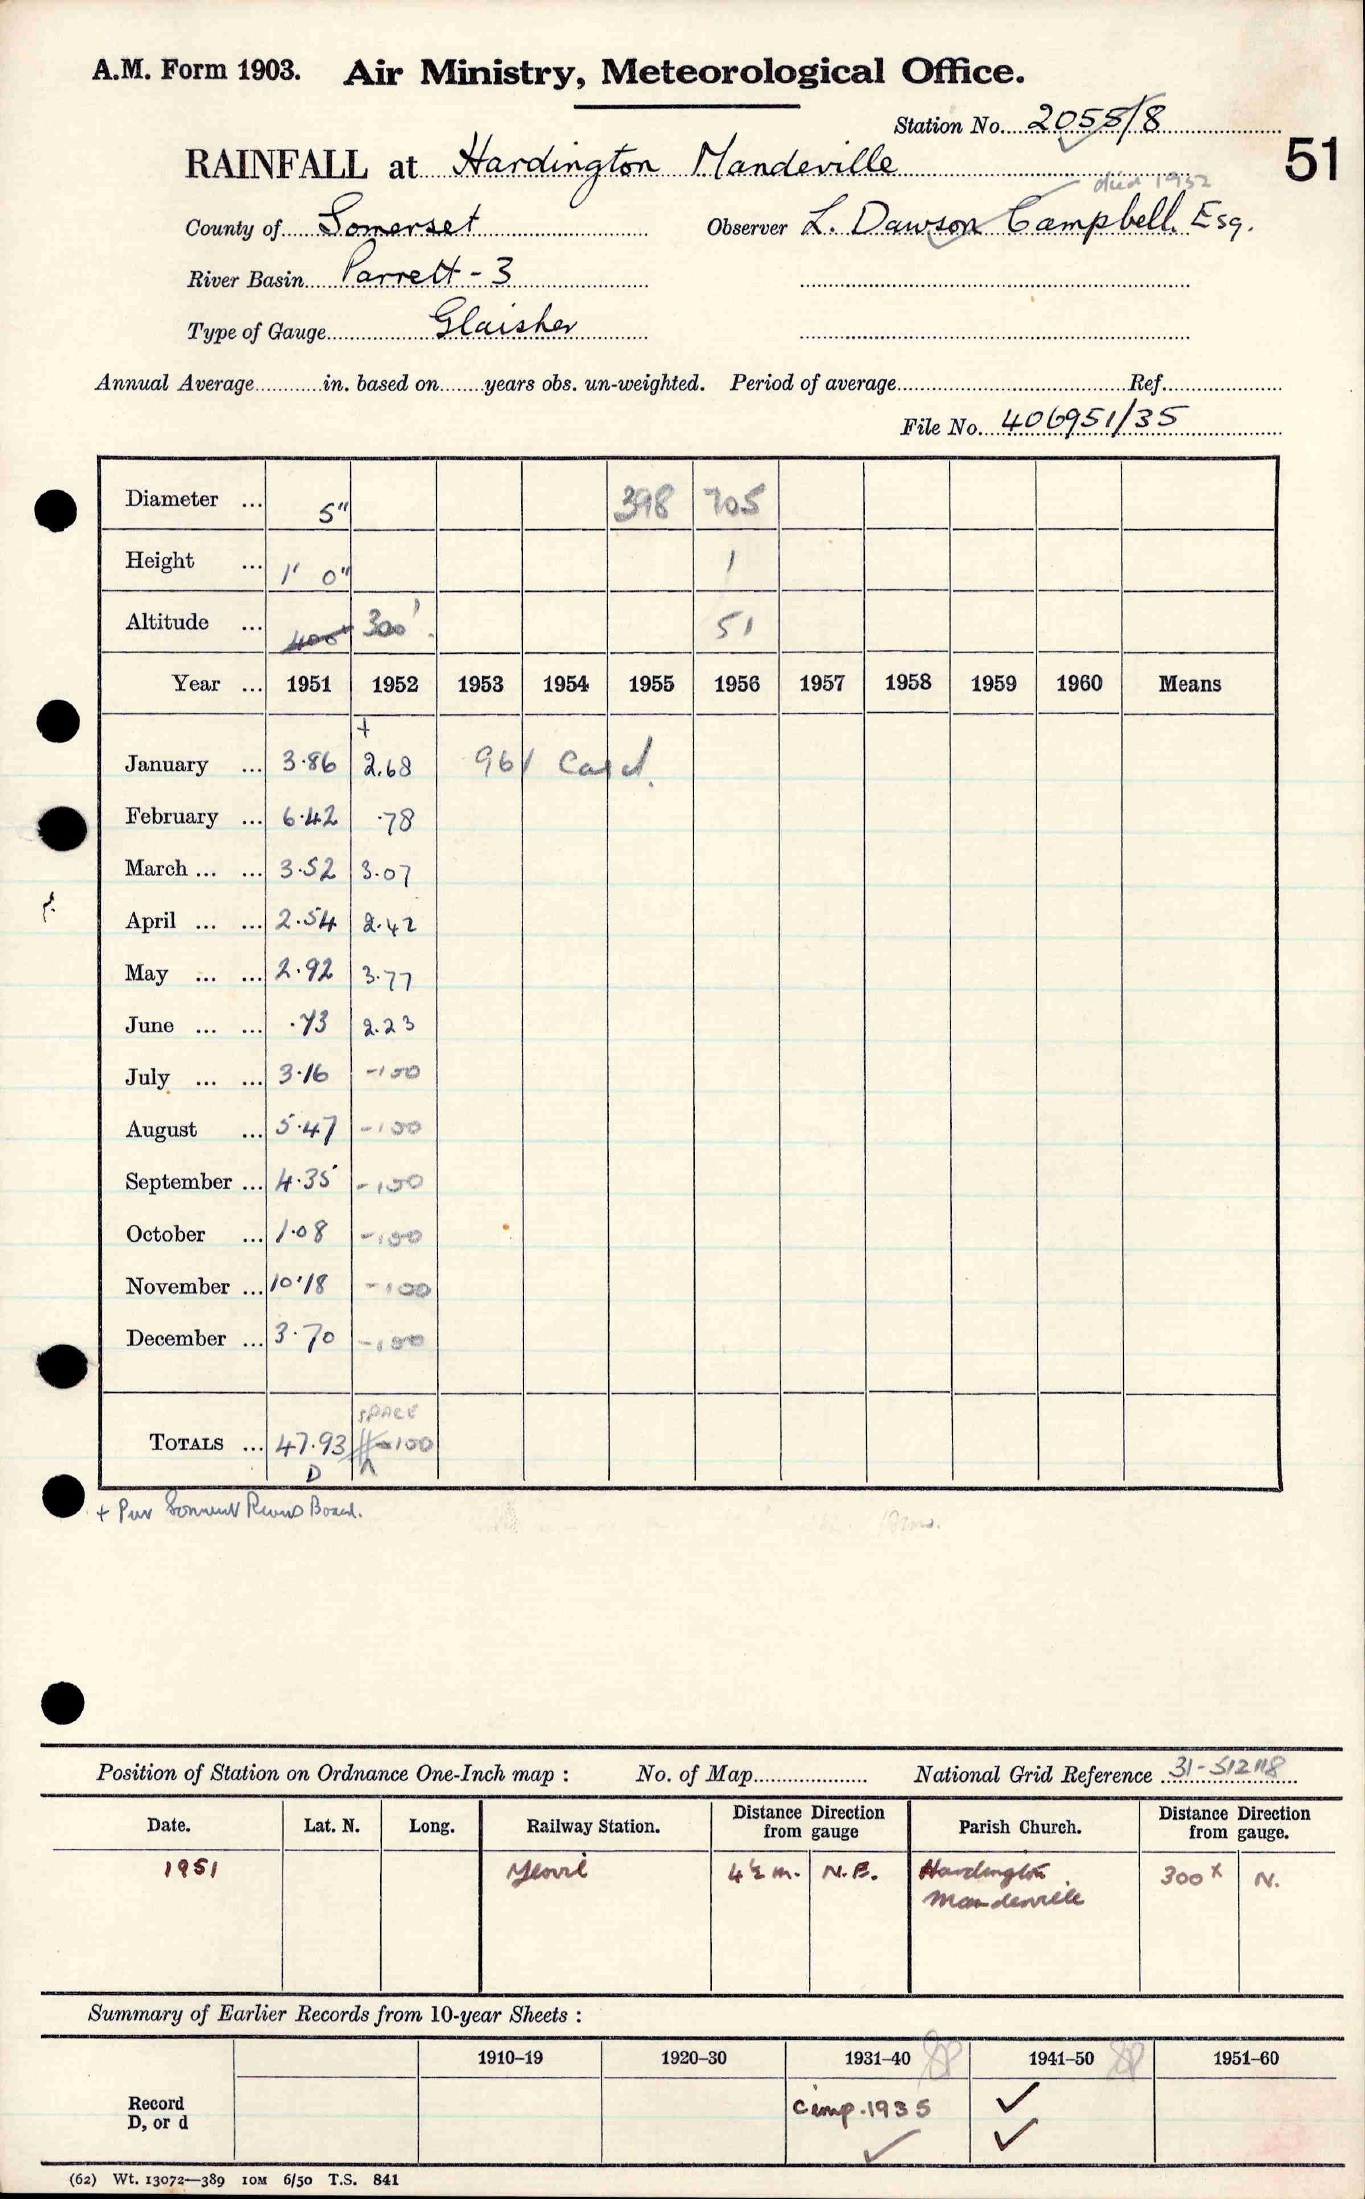 A.M. Form 1903. Air Ministry, Meteorological Office.
Station No. 2055/8
51
RAINFALL at Hardington Mandeville
died 1952
County of Somerset Observer L. Dawson Campbell. Esq.
River Basin Parrett - 3
Type of Gauge Glaisher
Annual Average in. based on years obs. un-weighted. Period of average Ref.
File No. 406951/35
Diameter ... 5" 398 705
Height ... 1' 0" 1
Altitude ... 400' 300' 51
Year ... 1951 1952 1953 1954 1955 1956 1957 1958 1959 1960 Means
+
January ... 3.86 2.68 961 Card.
February ... 6.42 .78
March ... ... 3.52 3.07
April ... ... 2.54 2.42
May ... ... 2.92 3.77
June ... ... .73 2.23
July ... ... 3.16 -100
August ... 5.47 -100
September ... 4.35 -100
October ... 1.08 -100
November ... 10.18 -100
December ... 3.70 -100
SPACE
TOTALS ... 47.93 -100
D
+ Per Somerset Rivers Board.
Position of Station on Ordnance One-Inch map : No. of Map National Grid Reference 31-512118
Date. Lat. N. Long. Railway Station. Distance Direction from gauge Parish Church. Distance Direction from gauge.
1951 Yeovil 4½ m. N.E. Hardington Mandeville 300x N.
Summary of Earlier Records from 10-year Sheets :
1910–19 1920–30 1931–40 1941–50 1951–60
Record
D, or d
Comp. 1935 ✓
✓ ✓
(62) Wt. 13072—389 10M 6/50 T.S. 841